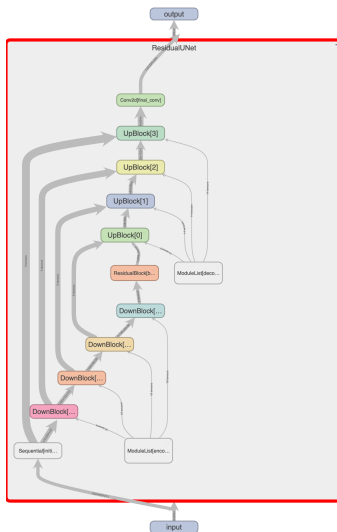 output
ResidualUNet
Conv2d[final_conv]
UpBlock[3]
UpBlock[2]
UpBlock[1]
UpBlock[0]
ResidualBlock[b...
ModuleList[deco...
DownBlock[...
DownBlock[...
DownBlock[...
DownBlock[...
Sequential[initi...
ModuleList[enco...
input